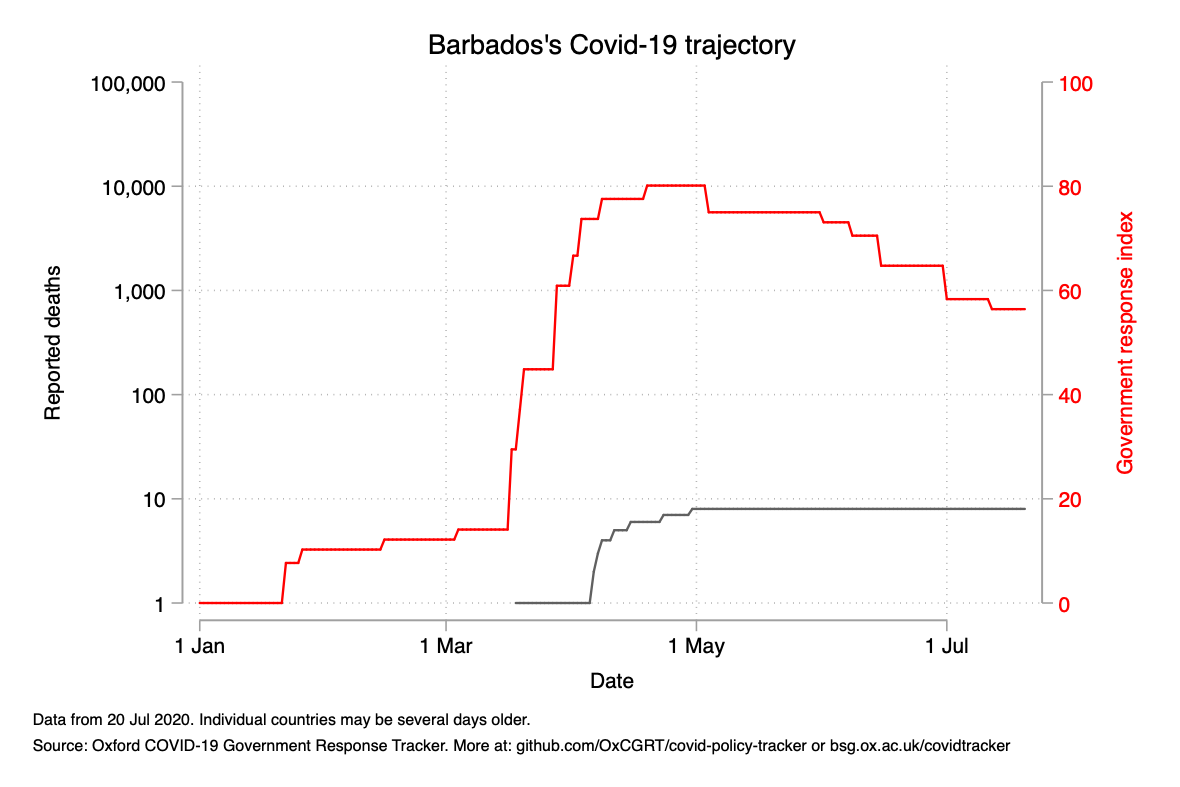 Barbados's Covid-19 trajectory
100,000
10,000
1,000
100
10
1
Reported deaths
100
80
60
40
20
0
Government response index
1 Jan
1 Mar
1 May
1 Jul
Date
Data from 20 Jul 2020. Individual countries may be several days older.
Source: Oxford COVID-19 Government Response Tracker. More at: github.com/OxCGRT/covid-policy-tracker or bsg.ox.ac.uk/covidtracker